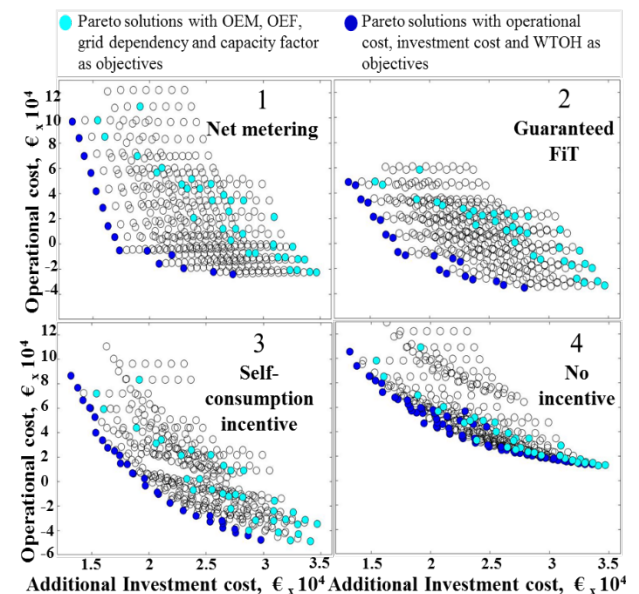 Pareto solutions with OEM, OEF,
grid dependency and capacity factor
as objectives
Pareto solutions with operational
cost, investment cost and WTOH as
objectives
Operational cost, € x 10⁴
12
10
8
6
4
2
0
-2
-4
1
Net metering
2
Guaranteed
FiT
Operational cost, € x 10⁴
12
10
8
6
4
2
0
-2
-4
-6
3
Self-
consumption
incentive
4
No
incentive
1.5 2 2.5 3 3.5
1.5 2 2.5 3 3.5
Additional Investment cost, € x 10⁴ Additional Investment cost, € x 10⁴